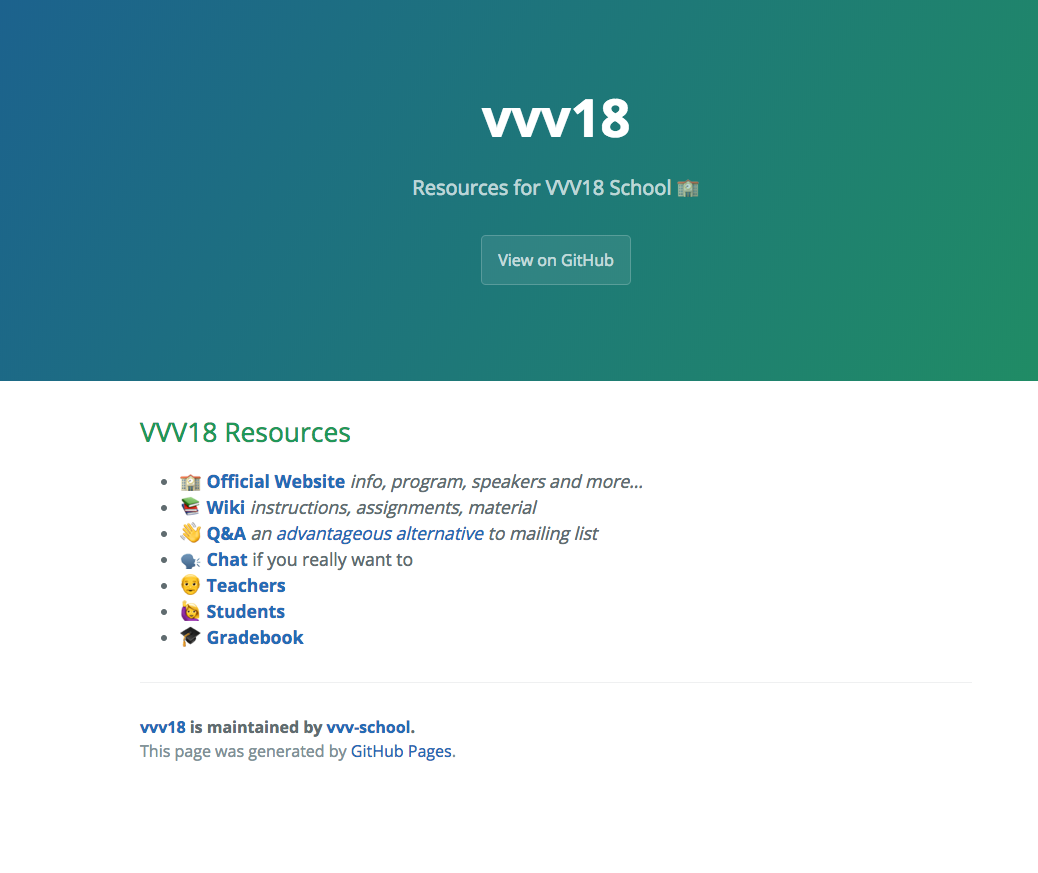 vvv18
Resources for VVV18 School 🏫
View on GitHub
VVV18 Resources
🏫 Official Website info, program, speakers and more...
📚 Wiki instructions, assignments, material
👋 Q&A an advantageous alternative to mailing list
🗣 Chat if you really want to
👴 Teachers
🙋 Students
🎓 Gradebook
vvv18 is maintained by vvv-school.
This page was generated by GitHub Pages.